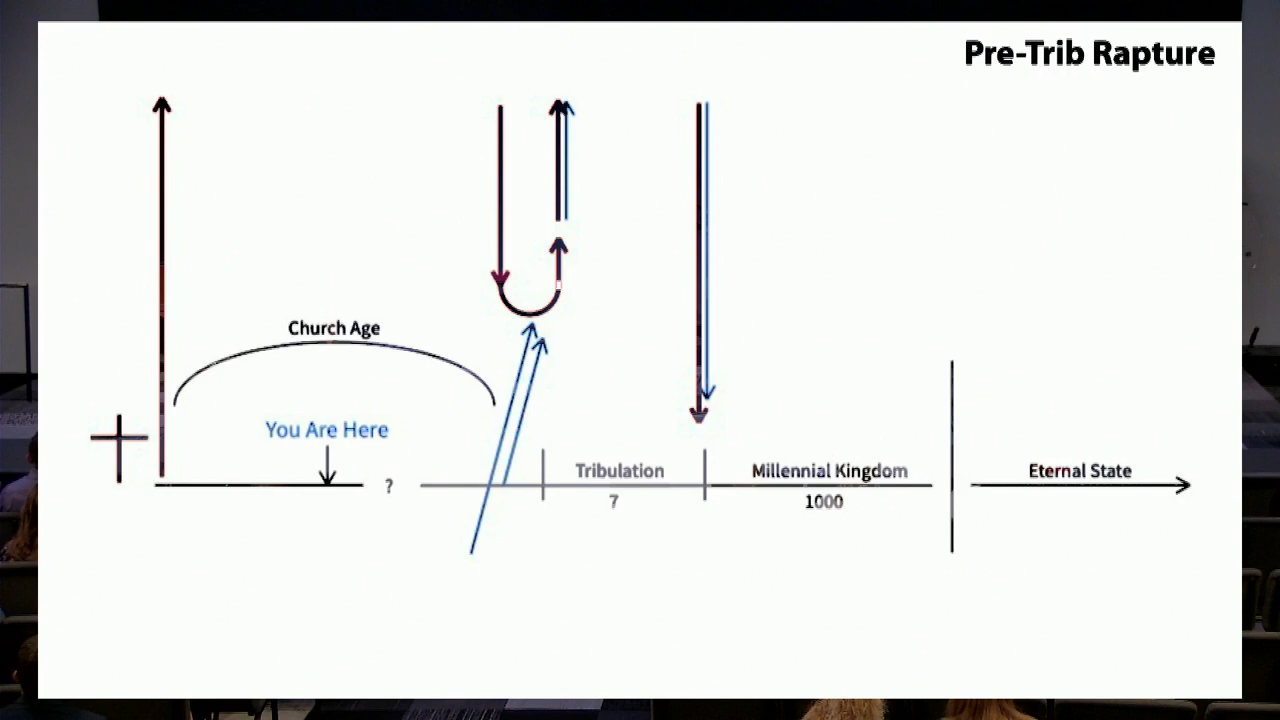 Pre-Trib Rapture
Church Age
You Are Here
?
Tribulation
7
Millennial Kingdom
1000
Eternal State